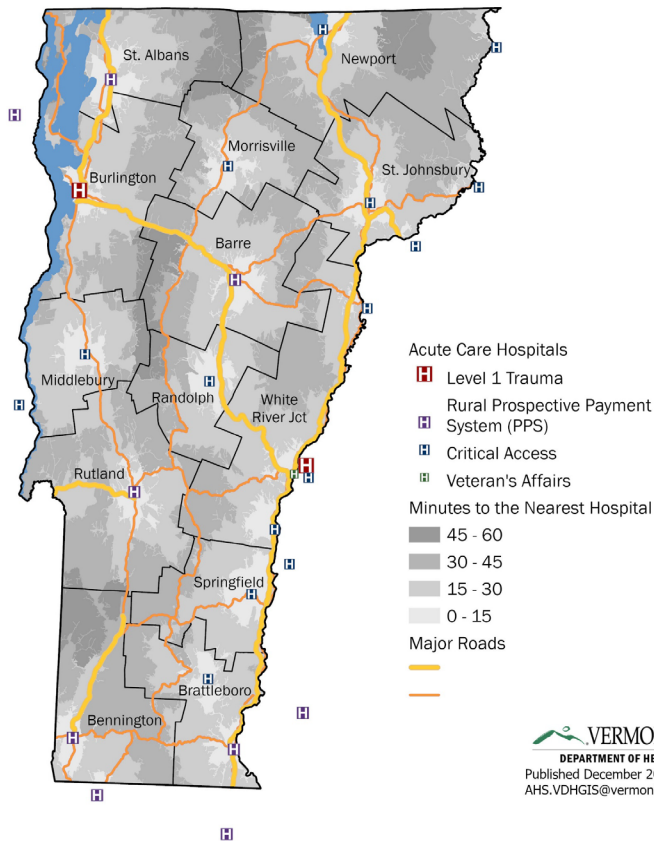 St. Albans
Newport
Morrisville
Burlington
St. Johnsbury
Barre
Middlebury
Randolph
White
River Jct
Rutland
Springfield
Brattleboro
Bennington
Acute Care Hospitals
H Level 1 Trauma
Rural Prospective Payment
H System (PPS)
H Critical Access
H Veteran's Affairs
Minutes to the Nearest Hospital
45 - 60
30 - 45
15 - 30
0 - 15
Major Roads
VERMO
DEPARTMENT OF HE
Published December 2
AHS.VDHGIS@vermon